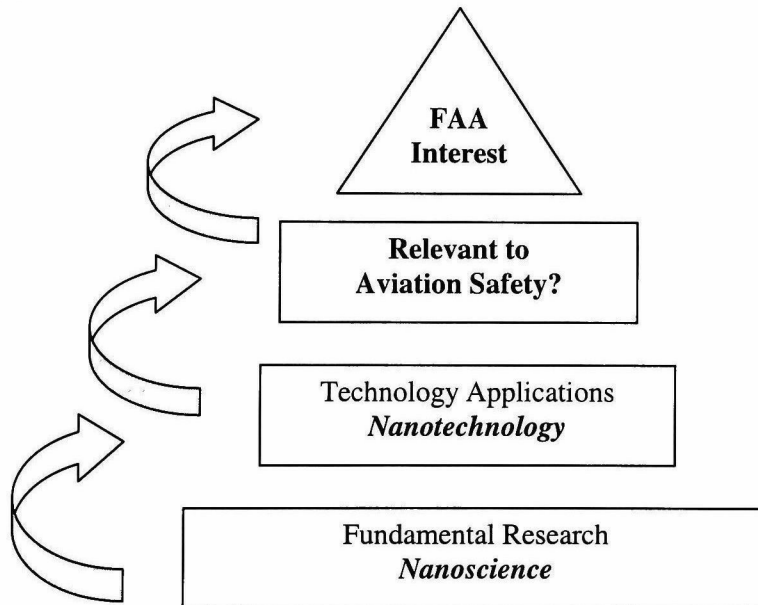 FAA
Interest
Relevant to
Aviation Safety?
Technology Applications
Nanotechnology
Fundamental Research
Nanoscience